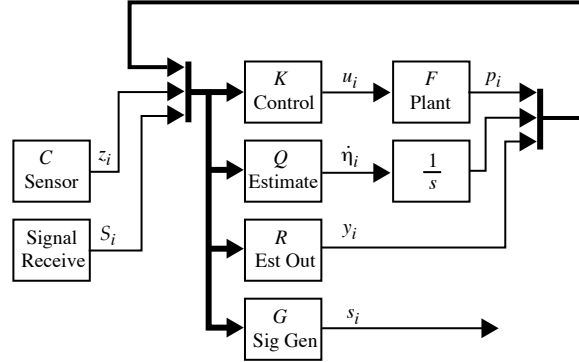 K
Control
u_i
F
Plant
p_i
C
Sensor
z_i
Q
Estimate
η̇_i
1
s
Signal
Receive
S_i
R
Est Out
y_i
G
Sig Gen
s_i